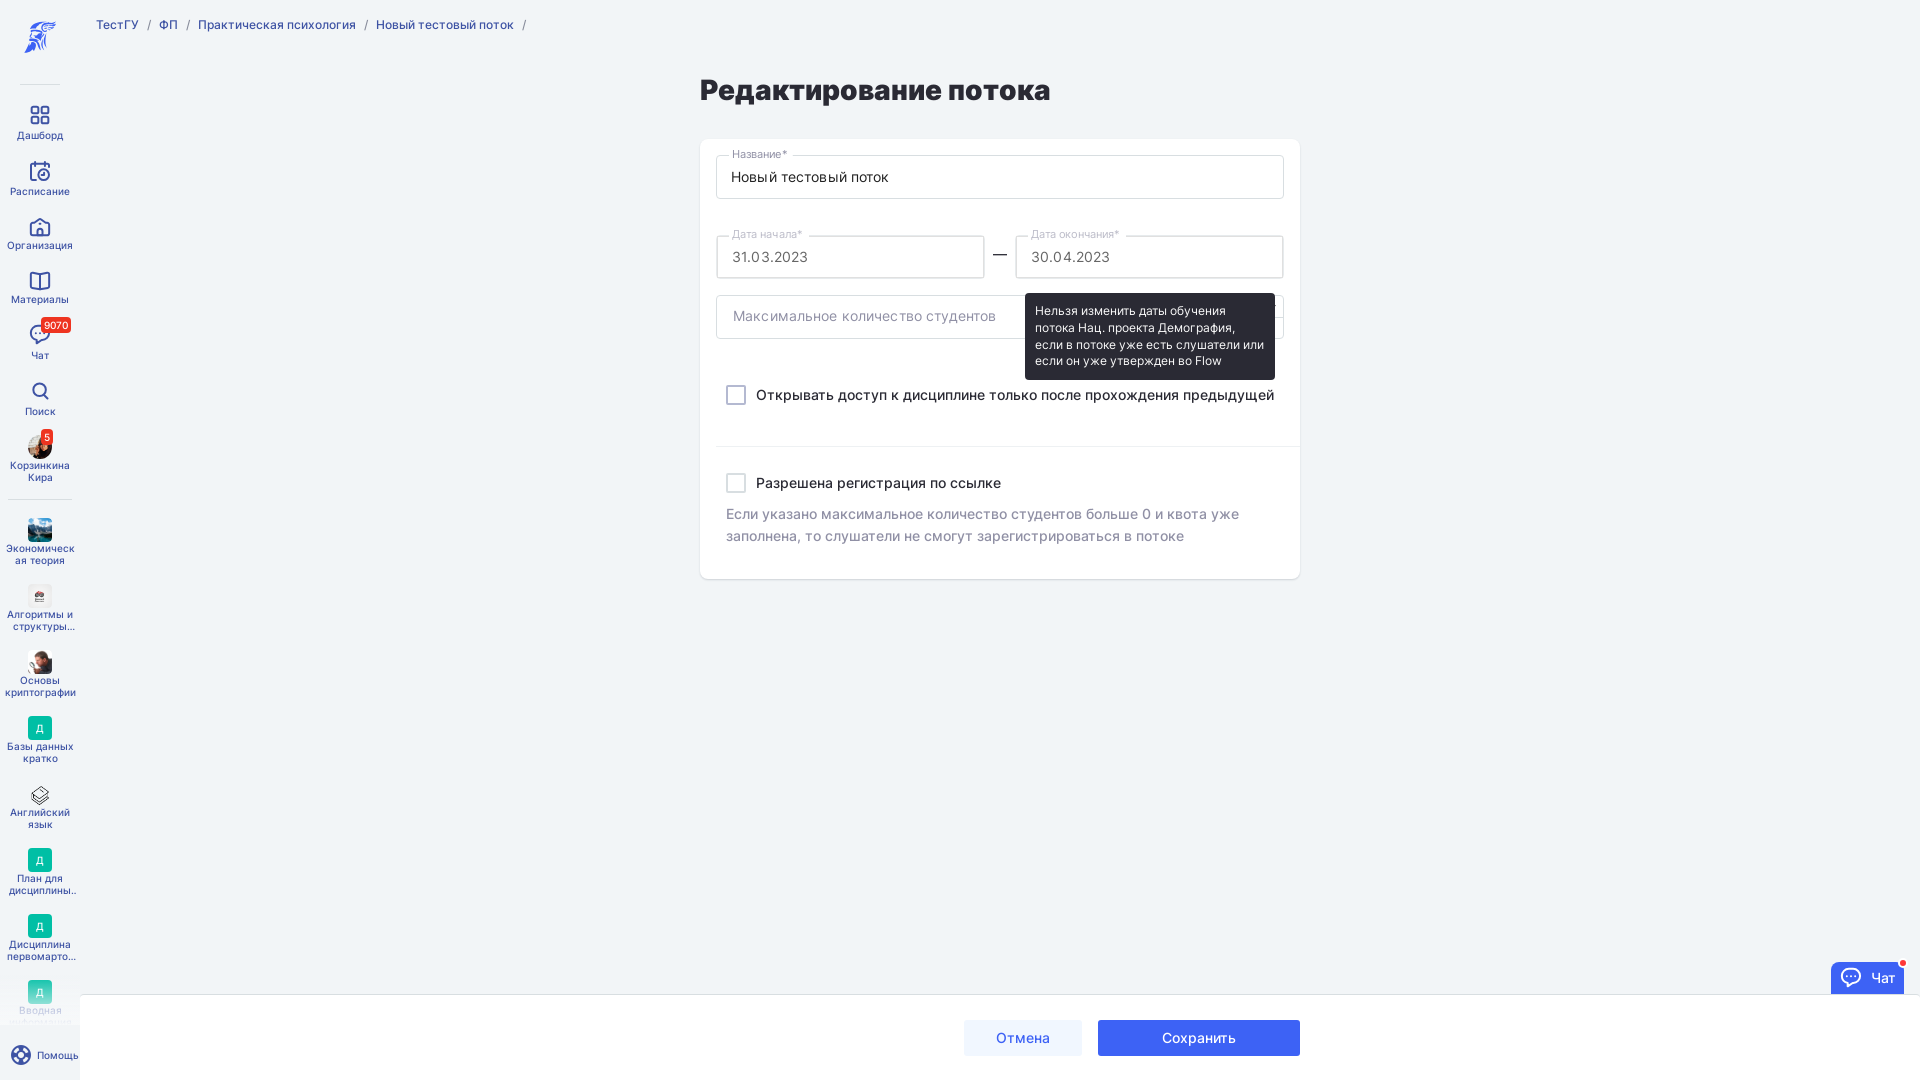 ТестГУ / ФП / Практическая психология / Новый тестовый поток /
Редактирование потока
Название*
Новый тестовый поток
Дата начала*
31.03.2023
—
Дата окончания*
30.04.2023
Максимальное количество студентов
Нельзя изменить даты обучения
потока Нац. проекта Демография,
если в потоке уже есть слушатели или
если он уже утвержден во Flow
Открывать доступ к дисциплине только после прохождения предыдущей
Разрешена регистрация по ссылке
Если указано максимальное количество студентов больше 0 и квота уже
заполнена, то слушатели не смогут зарегистрироваться в потоке
Отмена
Сохранить
Чат
Дашборд
Расписание
Организация
Материалы
9070
Чат
Поиск
5
Корзинкина
Кира
Экономическ
ая теория
Алгоритмы и
структуры...
Основы
криптографии
Д
Базы данных
кратко
Английский
язык
Д
План для
дисциплины..
Д
Дисциплина
первомарто...
Д
Вводная
Помощь